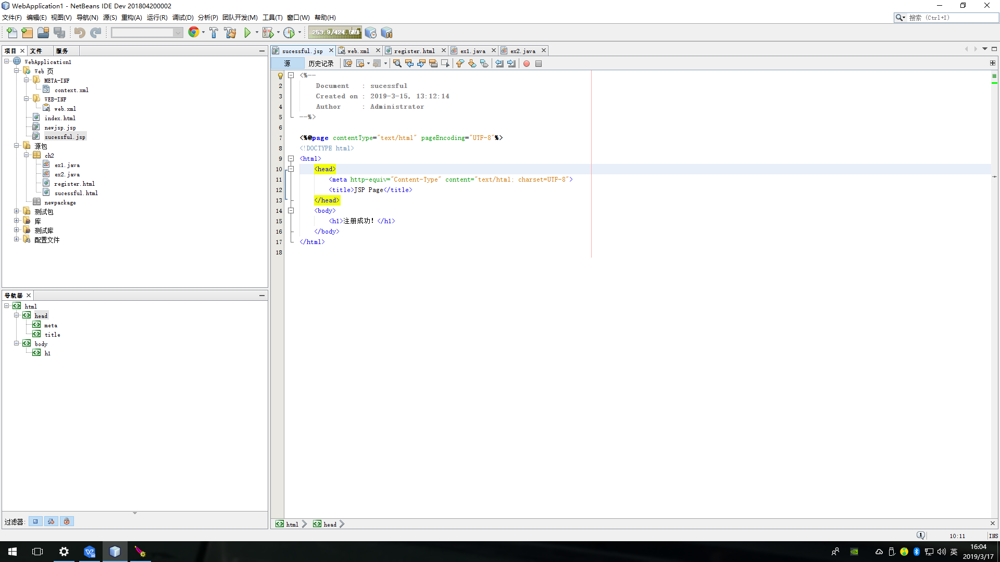 WebApplication1 - NetBeans IDE Dev 201804200002
文件(F) 编辑(E) 视图(V) 导航(N) 源(S) 重构(A) 运行(R) 调试(D) 分析(P) 团队开发(M) 工具(T) 窗口(W) 帮助(H)
搜索 (Ctrl+I)
253.9/424.5MB
项目 文件 服务
WebApplication1
Web 页
META-INF
context.xml
WEB-INF
web.xml
index.html
newjsp.jsp
sucessful.jsp
源包
ch2
ex1.java
ex2.java
register.html
sucessful.html
newpackage
测试包
库
测试库
配置文件
导航器
html
head
meta
title
body
h1
过滤器:
sucessful.jsp web.xml register.html ex1.java ex2.java
源 历史记录
<%--
2 Document : sucessful
3 Created on : 2019-3-15, 13:12:14
4 Author : Administrator
5 --%>
6
7 <%@page contentType="text/html" pageEncoding="UTF-8"%>
8 <!DOCTYPE html>
9 <html>
10 <head>
11 <meta http-equiv="Content-Type" content="text/html; charset=UTF-8">
12 <title>JSP Page</title>
13 </head>
14 <body>
15 <h1>注册成功！</h1>
16 </body>
17 </html>
18
html head
1 10:11 INS
英 16:04
2019/3/17